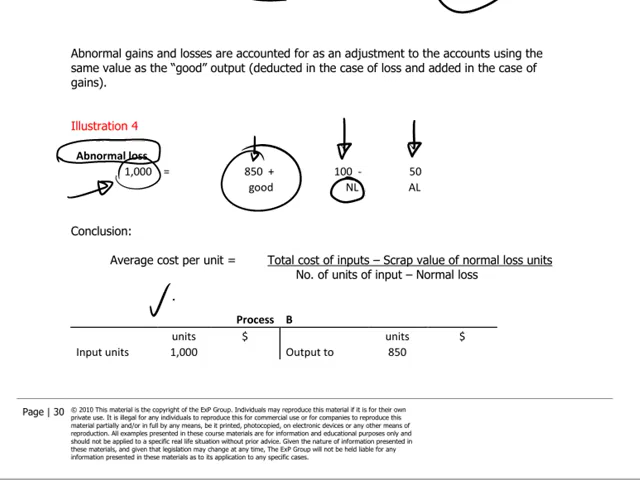 Abnormal gains and losses are accounted for as an adjustment to the accounts using the
same value as the “good” output (deducted in the case of loss and added in the case of
gains).
Illustration 4
Abnormal loss
1,000 = 850 + 100 - 50
good NL AL
Conclusion:
Average cost per unit = Total cost of inputs – Scrap value of normal loss units
No. of units of input – Normal loss
Process B
units $ units $
Input units 1,000 Output to 850
Page | 30 © 2010 This material is the copyright of the ExP Group. Individuals may reproduce this material if it is for their own
private use. It is illegal for any individuals to reproduce this for commercial use or for companies to reproduce this
material partially and/or in full by any means, be it printed, photocopied, on electronic devices or any other means of
reproduction. All examples presented in these course materials are for information and educational purposes only and
should not be applied to a specific real life situation without prior advice. Given the nature of information presented in
these materials, and given that legislation may change at any time, The ExP Group will not be held liable for any
information presented in these materials as to its application to any specific cases.